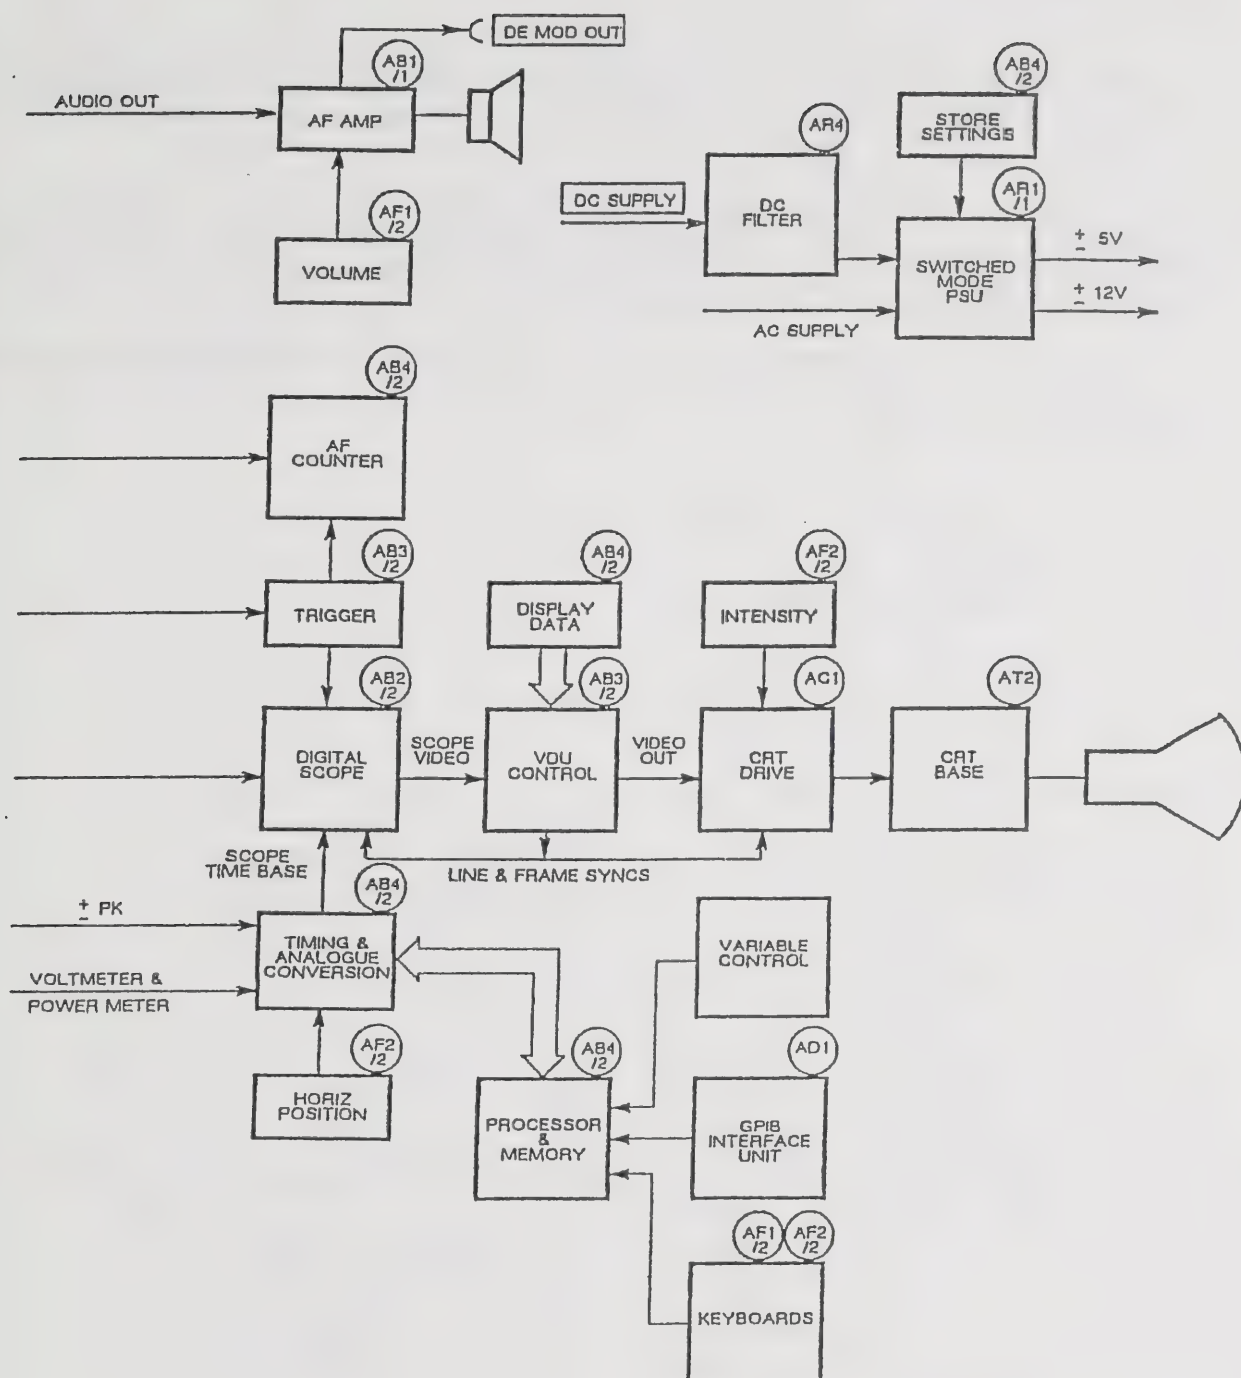 DE MOD OUT
AB1
/1
AUDIO OUT
AF AMP
AF1
/2
VOLUME
AB4
/2
STORE
SETTINGS
AR4
DC SUPPLY
DC
FILTER
AR1
/1
SWITCHED
MODE
PSU
± 5V
± 12V
AC SUPPLY
AB4
/2
AF
COUNTER
AB3
/2
TRIGGER
AB4
/2
DISPLAY
DATA
AF2
/2
INTENSITY
AB2
/2
DIGITAL
SCOPE
SCOPE
VIDEO
AB3
/2
VDU
CONTROL
VIDEO
OUT
AC1
CRT
DRIVE
AT2
CRT
BASE
SCOPE
TIME BASE
LINE & FRAME SYNCS
AB4
/2
± PK
TIMING &
ANALOGUE
CONVERSION
VOLTMETER &
POWER METER
VARIABLE
CONTROL
AF2
/2
HORIZ
POSITION
AB4
/2
PROCESSOR
&
MEMORY
AD1
GPIB
INTERFACE
UNIT
AF1
/2
AF2
/2
KEYBOARDS